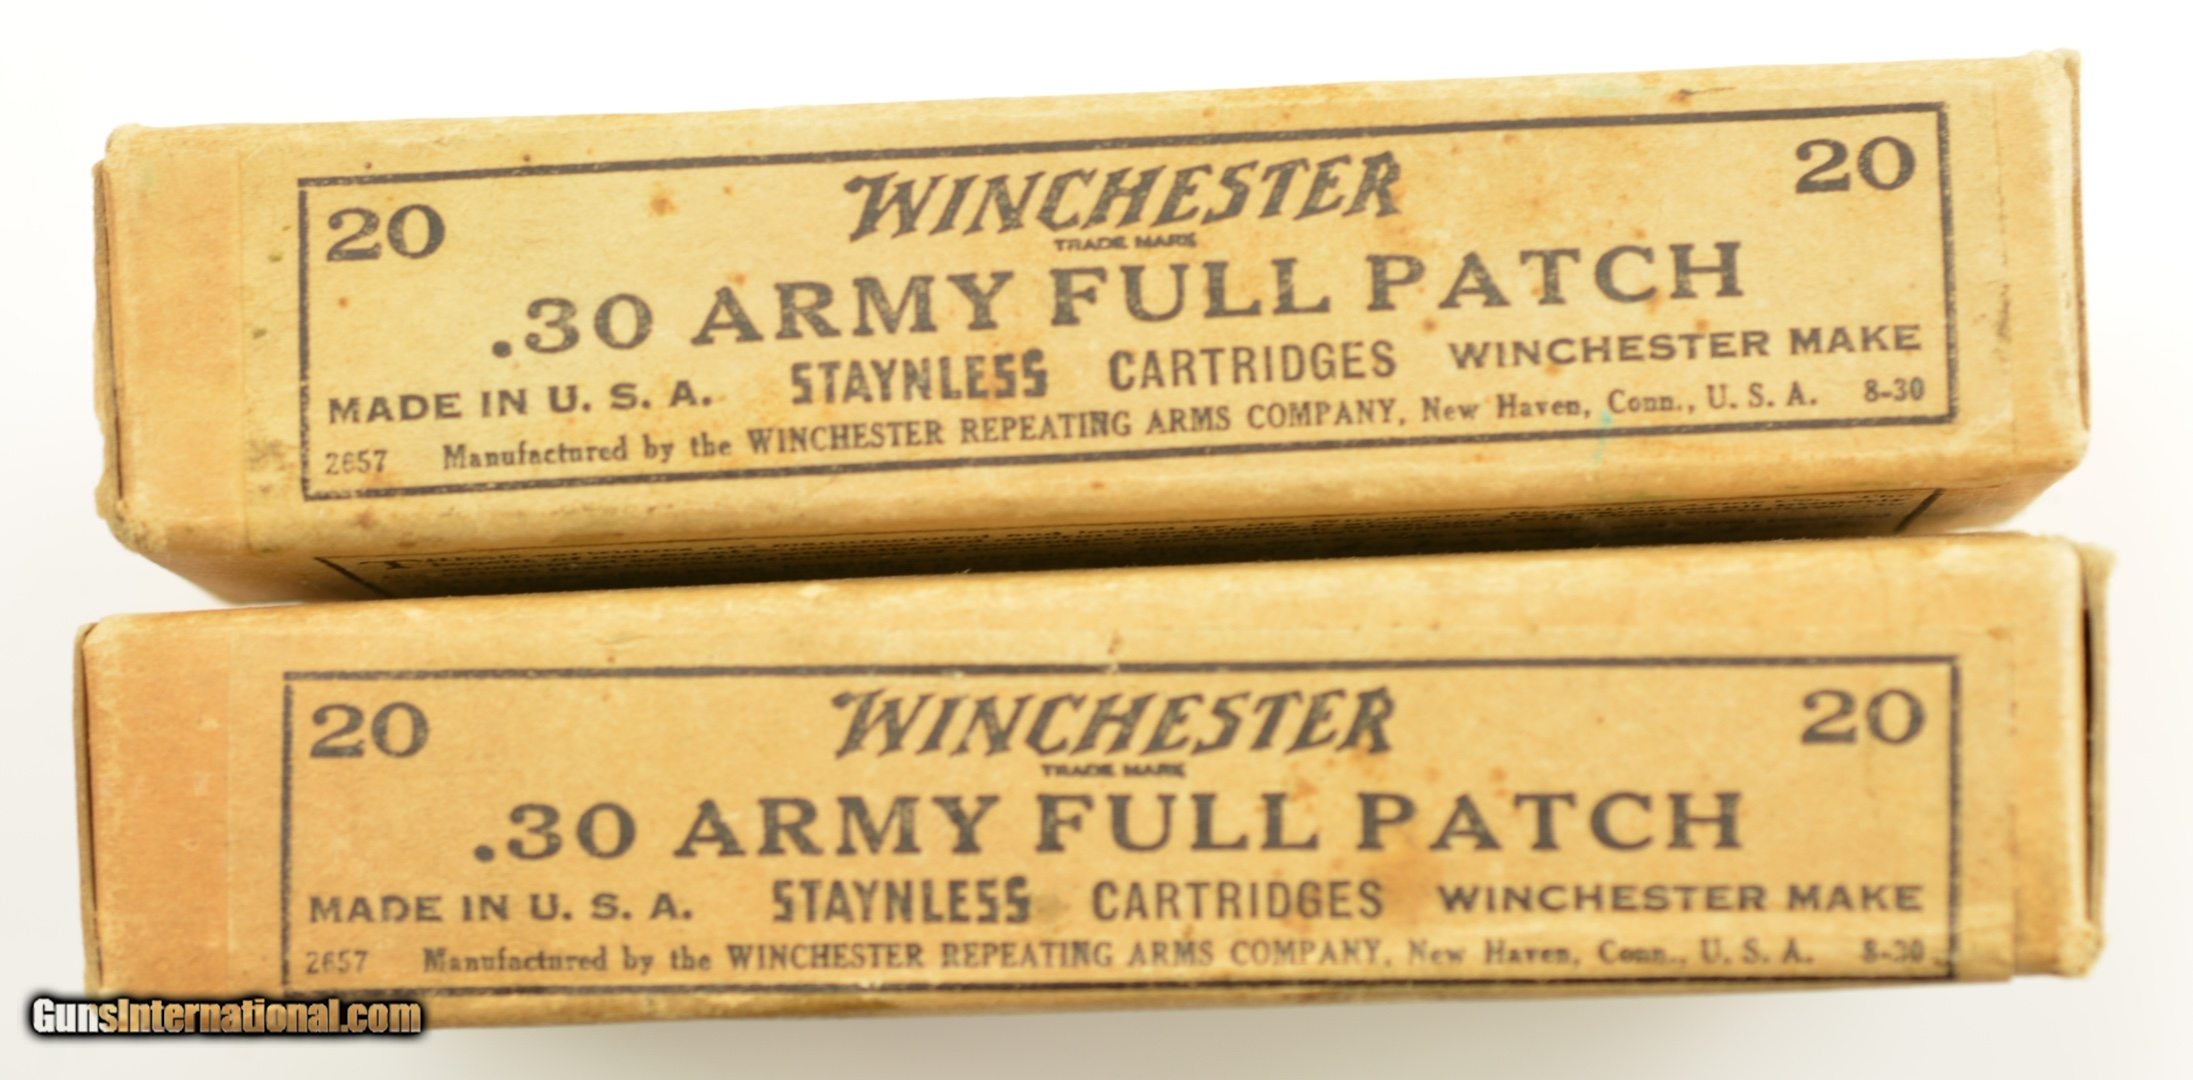 20 WINCHESTER 20
TRADE MARK
.30 ARMY FULL PATCH
MADE IN U. S. A. STAYNLESS CARTRIDGES WINCHESTER MAKE
2657 Manufactured by the WINCHESTER REPEATING ARMS COMPANY, New Haven, Conn., U. S. A. 8-30
20 WINCHESTER 20
TRADE MARK
.30 ARMY FULL PATCH
MADE IN U. S. A. STAYNLESS CARTRIDGES WINCHESTER MAKE
2657 Manufactured by the WINCHESTER REPEATING ARMS COMPANY, New Haven, Conn., U. S. A. 8-30
GunsInternational.com